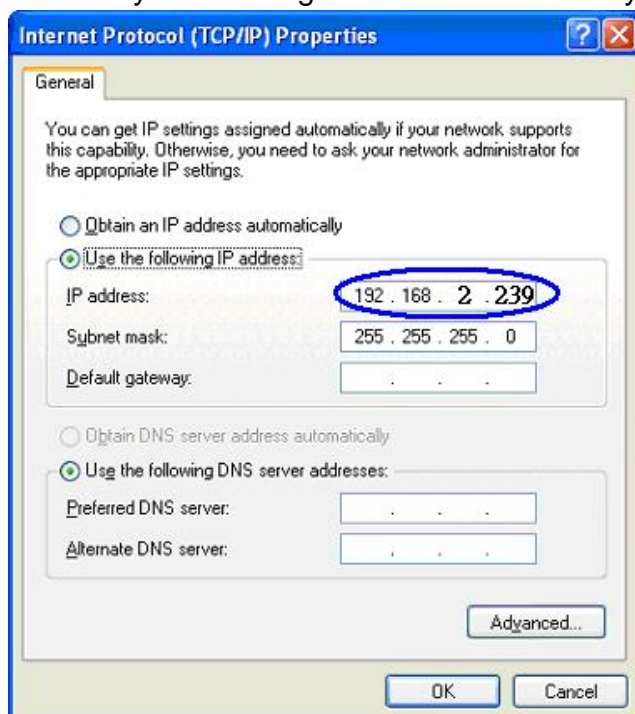 Internet Protocol (TCP/IP) Properties
General
You can get IP settings assigned automatically if your network supports
this capability. Otherwise, you need to ask your network administrator for
the appropriate IP settings.
Obtain an IP address automatically
Use the following IP address:
IP address: 192 . 168 . 2 . 239
Subnet mask: 255 . 255 . 255 . 0
Default gateway: . . .
Obtain DNS server address automatically
Use the following DNS server addresses:
Preferred DNS server: . . .
Alternate DNS server: . . .
Advanced...
OK Cancel